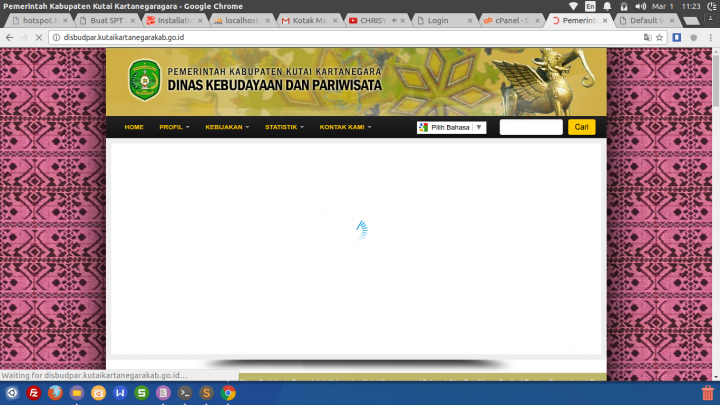 Pemerintah Kabupaten Kutai Kartanegaragara - Google Chrome
En
Mar 1
11:23
hotspot.h
Buat SPT
Installati
localhost
Kotak Ma
CHRISY
Login
cPanel - S
Pemerint
Default W
disbudpar.kutaikartanegarakab.go.id
PEMERINTAH KABUPATEN KUTAI KARTANEGARA
DINAS KEBUDAYAAN DAN PARIWISATA
HOME PROFIL KEBIJAKAN STATISTIK KONTAK KAMI Pilih Bahasa Cari
Waiting for disbudpar.kutaikartanegarakab.go.id...